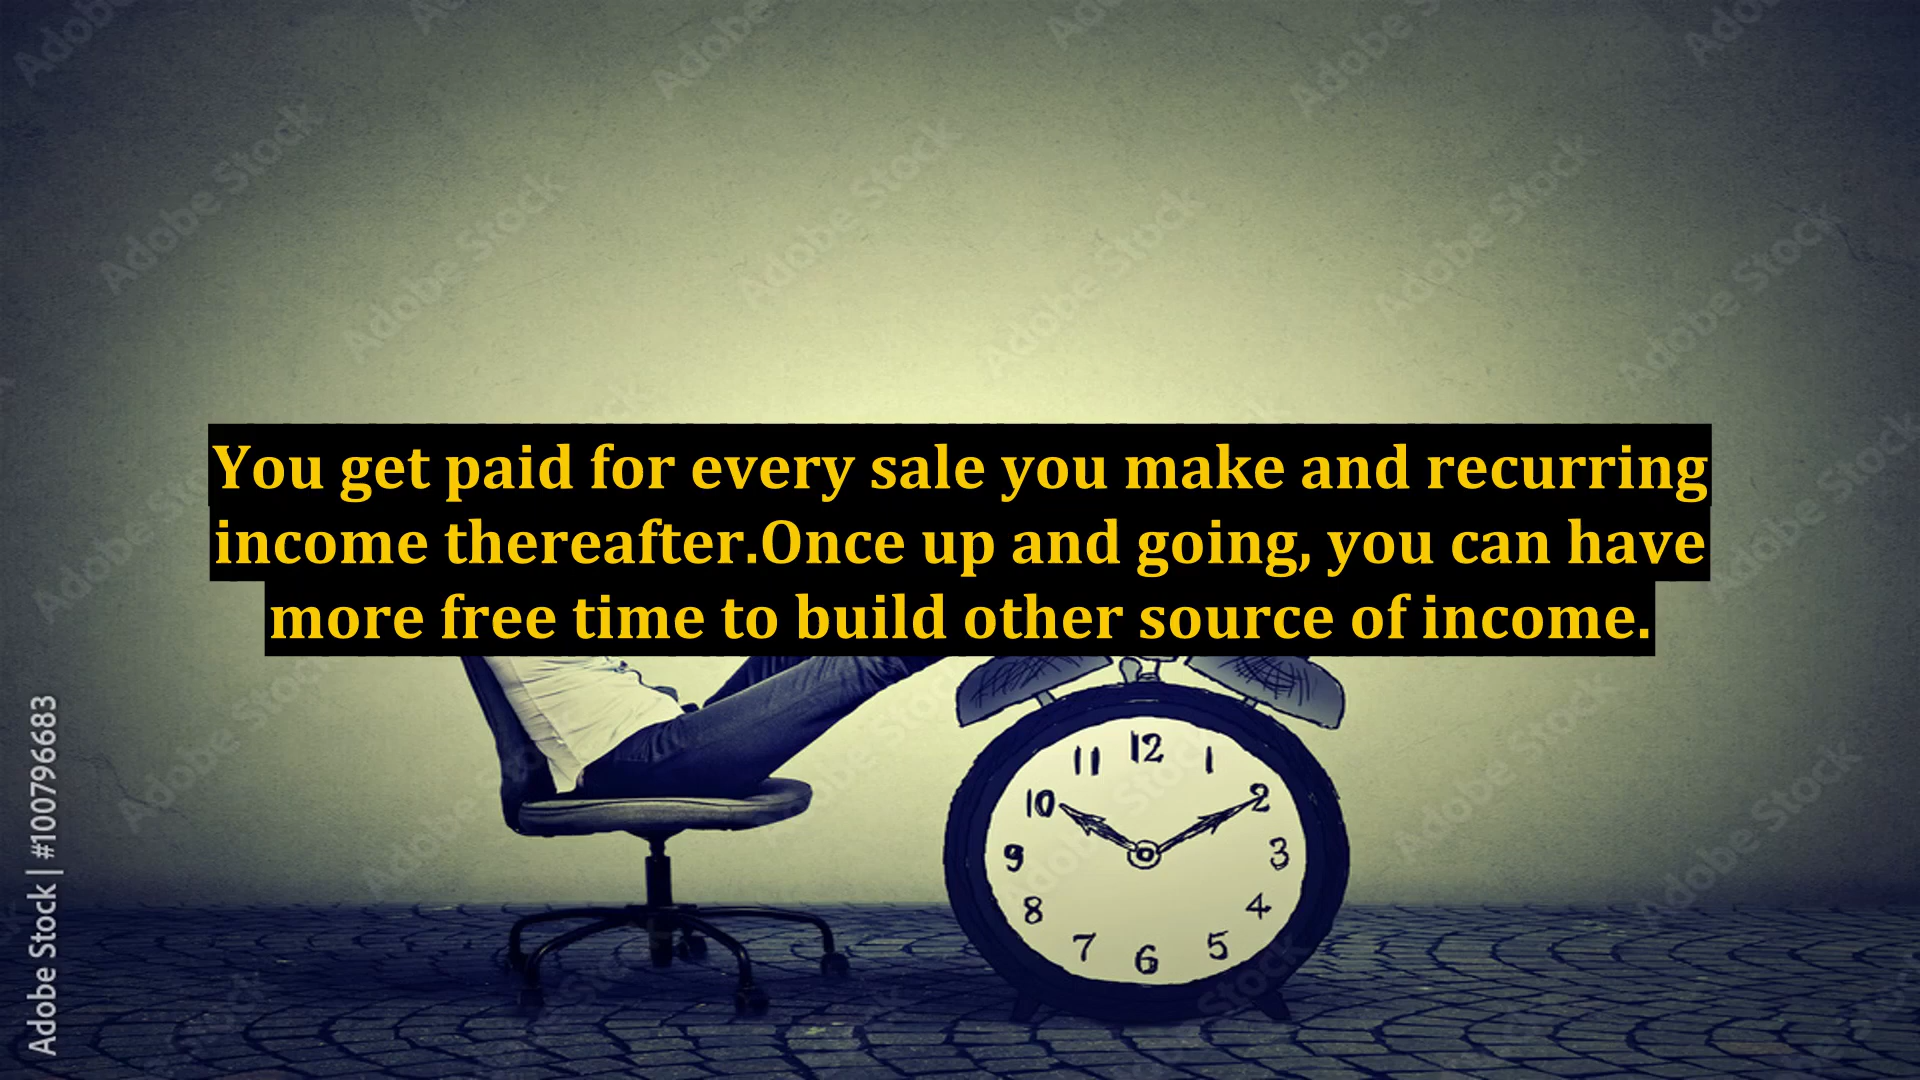 You get paid for every sale you make and recurring
income thereafter.Once up and going, you can have
more free time to build other source of income.
11 12 1
10 2
9 3
8 4
7 6 5
Adobe Stock | #100796683
Adobe Stock